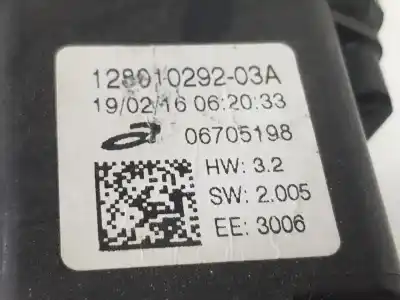 128010292-03A
19/02/16 06:20:33
06705198
HW: 3.2
SW: 2.005
EE: 3006